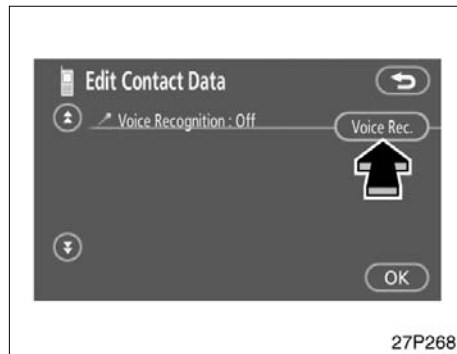 Edit Contact Data
Voice Recognition : Off
Voice Rec.
OK
27P268